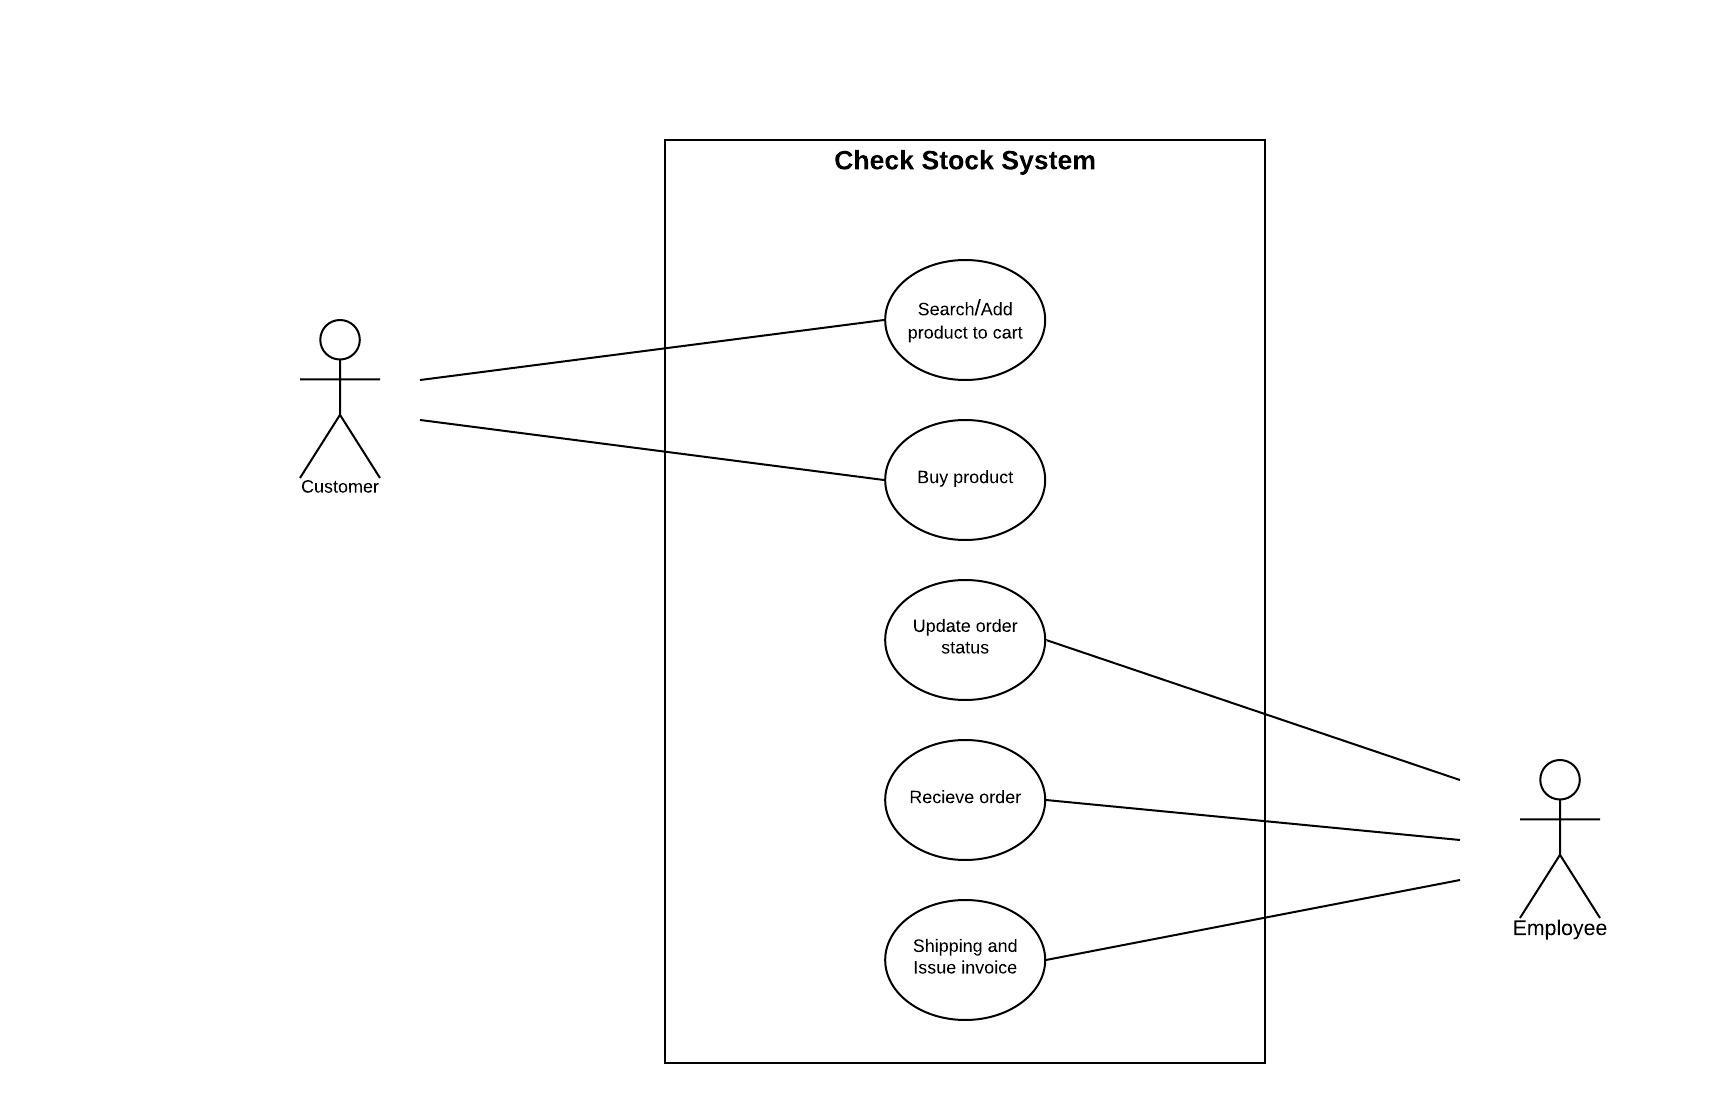 Check Stock System
Search/Add
product to cart
Customer
Buy product
Update order
status
Recieve order
Employee
Shipping and
Issue invoice